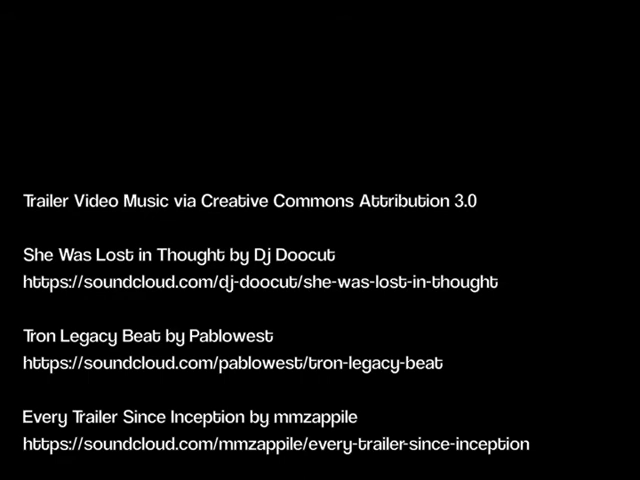 Trailer Video Music via Creative Commons Attribution 3.0
She Was Lost in Thought by Dj Doocut
https://soundcloud.com/dj-doocut/she-was-lost-in-thought
Tron Legacy Beat by Pablowest
https://soundcloud.com/pablowest/tron-legacy-beat
Every Trailer Since Inception by mmzappile
https://soundcloud.com/mmzappile/every-trailer-since-inception